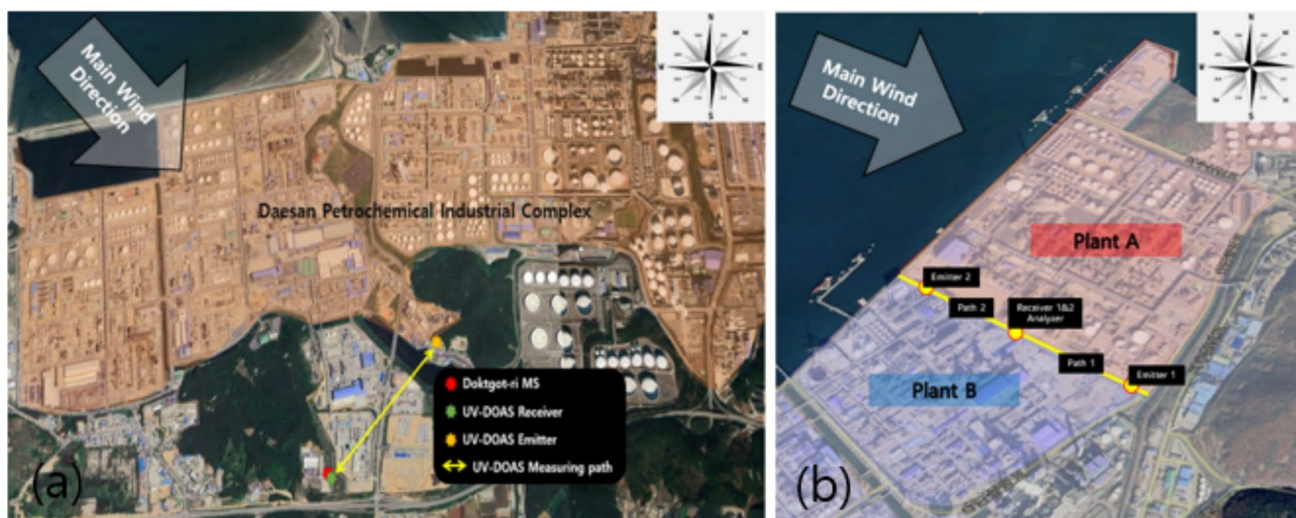 Main Wind
Direction
N
W
E
S
Daesan Petrochemical Industrial Complex
Doktgot-ri MS
UV-DOAS Receiver
UV-DOAS Emitter
UV-DOAS Measuring path
(a)
Main Wind
Direction
N
W
E
S
Plant A
Emitter 2
Path 2
Receiver 1&2
Analyzer
Path 1
Emitter 1
Plant B
(b)